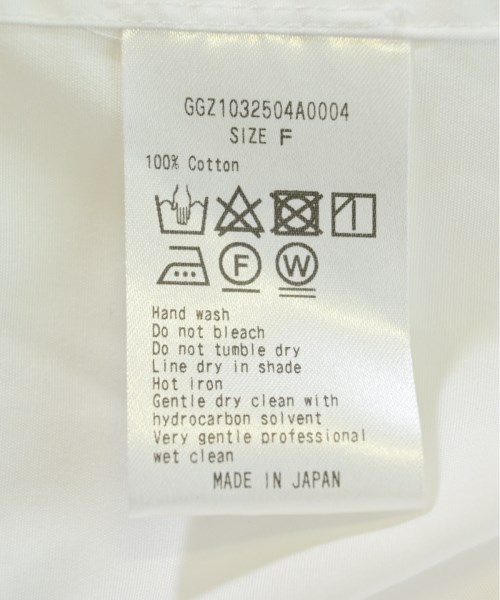 GGZ1032504A0004
SIZE F
100% Cotton
F W
Hand wash
Do not bleach
Do not tumble dry
Line dry in shade
Hot iron
Gentle dry clean with
hydrocarbon solvent
Very gentle professional
wet clean
MADE IN JAPAN